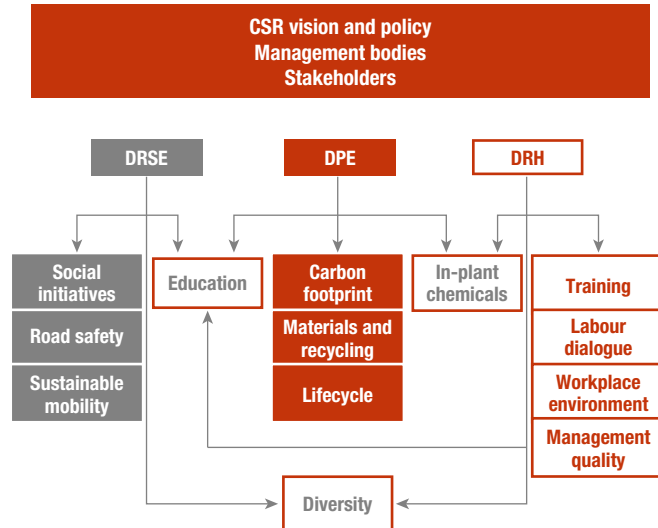 CSR vision and policy
Management bodies
Stakeholders
DRSE
DPE
DRH
Social
initiatives
Education
Carbon
footprint
In-plant
chemicals
Training
Road safety
Materials and
recycling
Labour
dialogue
Sustainable
mobility
Lifecycle
Workplace
environment
Management
quality
Diversity